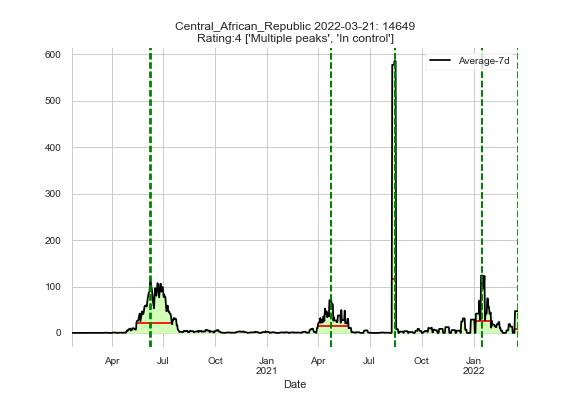 Central_African_Republic 2022-03-21: 14649
Rating:4 ['Multiple peaks', 'In control']
Average-7d
600
500
400
300
200
100
0
Apr
Jul
Oct
Jan
2021
Apr
Jul
Oct
Jan
2022
Date